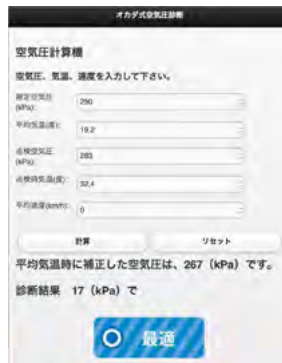 オカダ式空気圧診断
空気圧計算機
空気圧、気温、速度を入力して下さい。
指定空気圧(kPa): 250
平均気温(度): 19.2
点検空気圧(kPa): 283
点検時気温(度): 32.4
平均速度(km/h): 0
計算 リセット
平均気温時に補正した空気圧は、267（kPa）です。
診断結果 17（kPa）で
最適